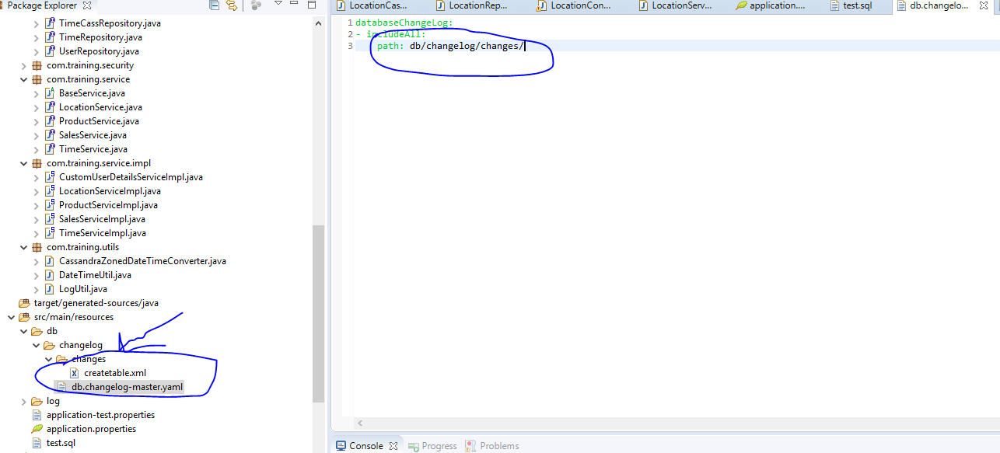 Package Explorer
TimeCassRepository.java
TimeRepository.java
UserRepository.java
com.training.security
com.training.service
BaseService.java
LocationService.java
ProductService.java
SalesService.java
TimeService.java
com.training.service.impl
CustomUserDetailsServiceImpl.java
LocationServiceImpl.java
ProductServiceImpl.java
SalesServiceImpl.java
TimeServiceImpl.java
com.training.utils
CassandraZonedDateTimeConverter.java
DateTimeUtil.java
LogUtil.java
target/generated-sources/java
src/main/resources
db
changelog
changes
createtable.xml
db.changelog-master.yaml
log
application-test.properties
application.properties
test.sql
LocationCas... LocationRep... LocationCon... LocationServ... application.... test.sql db.changelo...
1 databaseChangeLog:
2 - includeAll:
3 path: db/changelog/changes/
Console Progress Problems